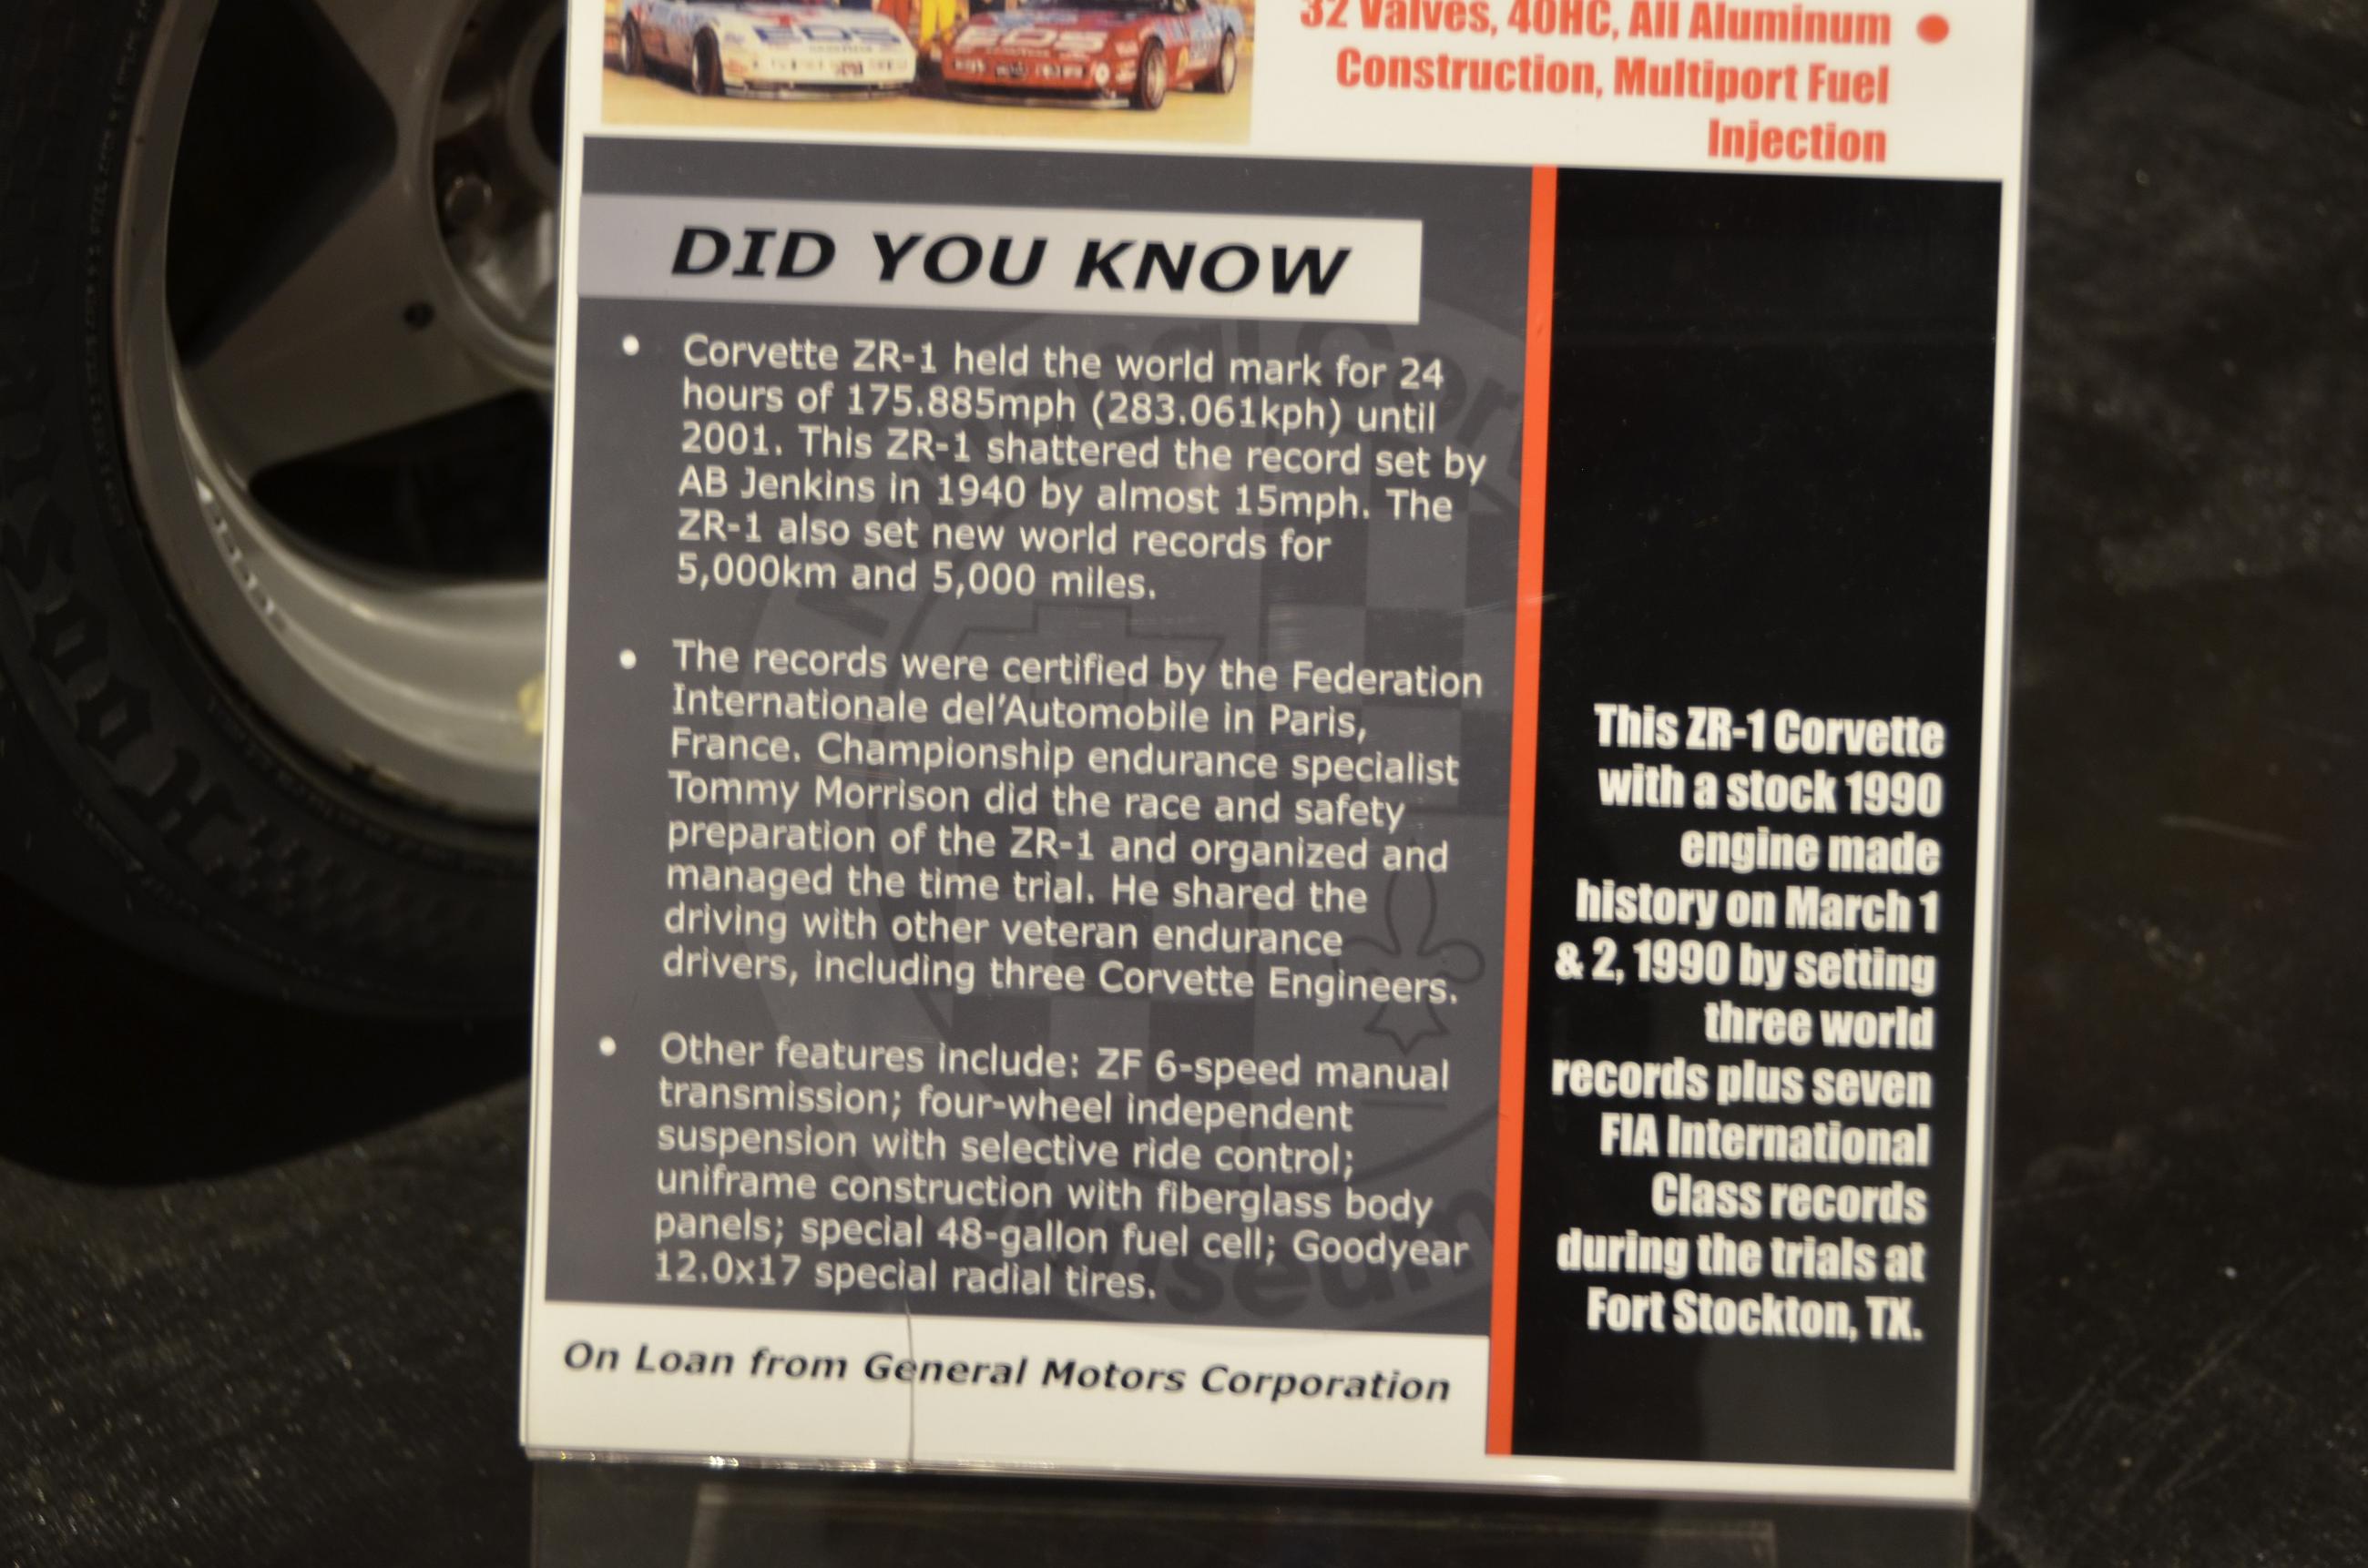 EDS
EDS
32 Valves, 4OHC, All Aluminum
Construction, Multiport Fuel
Injection
DID YOU KNOW
• Corvette ZR-1 held the world mark for 24
hours of 175.885mph (283.061kph) until
2001. This ZR-1 shattered the record set by
AB Jenkins in 1940 by almost 15mph. The
ZR-1 also set new world records for
5,000km and 5,000 miles.
• The records were certified by the Federation
Internationale del’Automobile in Paris,
France. Championship endurance specialist
Tommy Morrison did the race and safety
preparation of the ZR-1 and organized and
managed the time trial. He shared the
driving with other veteran endurance
drivers, including three Corvette Engineers.
• Other features include: ZF 6-speed manual
transmission; four-wheel independent
suspension with selective ride control;
uniframe construction with fiberglass body
panels; special 48-gallon fuel cell; Goodyear
12.0x17 special radial tires.
On Loan from General Motors Corporation
This ZR-1 Corvette
with a stock 1990
engine made
history on March 1
& 2, 1990 by setting
three world
records plus seven
FIA International
Class records
during the trials at
Fort Stockton, TX.